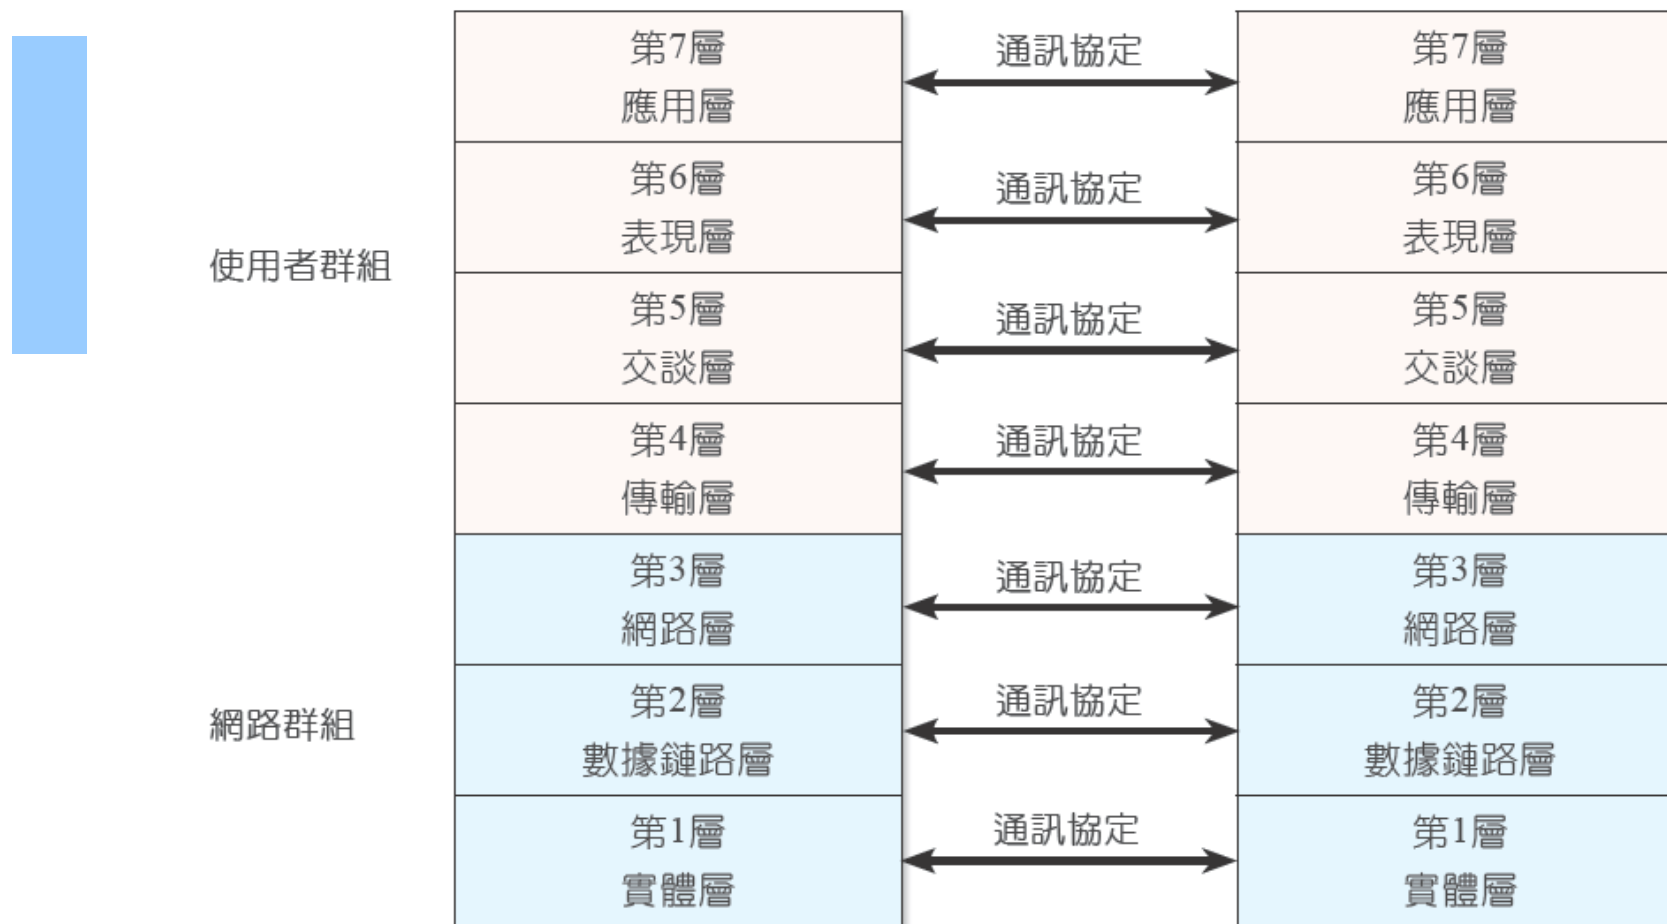 第7層
應用層
通訊協定
第7層
應用層
第6層
表現層
通訊協定
第6層
表現層
使用者群組
第5層
交談層
通訊協定
第5層
交談層
第4層
傳輸層
通訊協定
第4層
傳輸層
第3層
網路層
通訊協定
第3層
網路層
網路群組
第2層
數據鏈路層
通訊協定
第2層
數據鏈路層
第1層
實體層
通訊協定
第1層
實體層